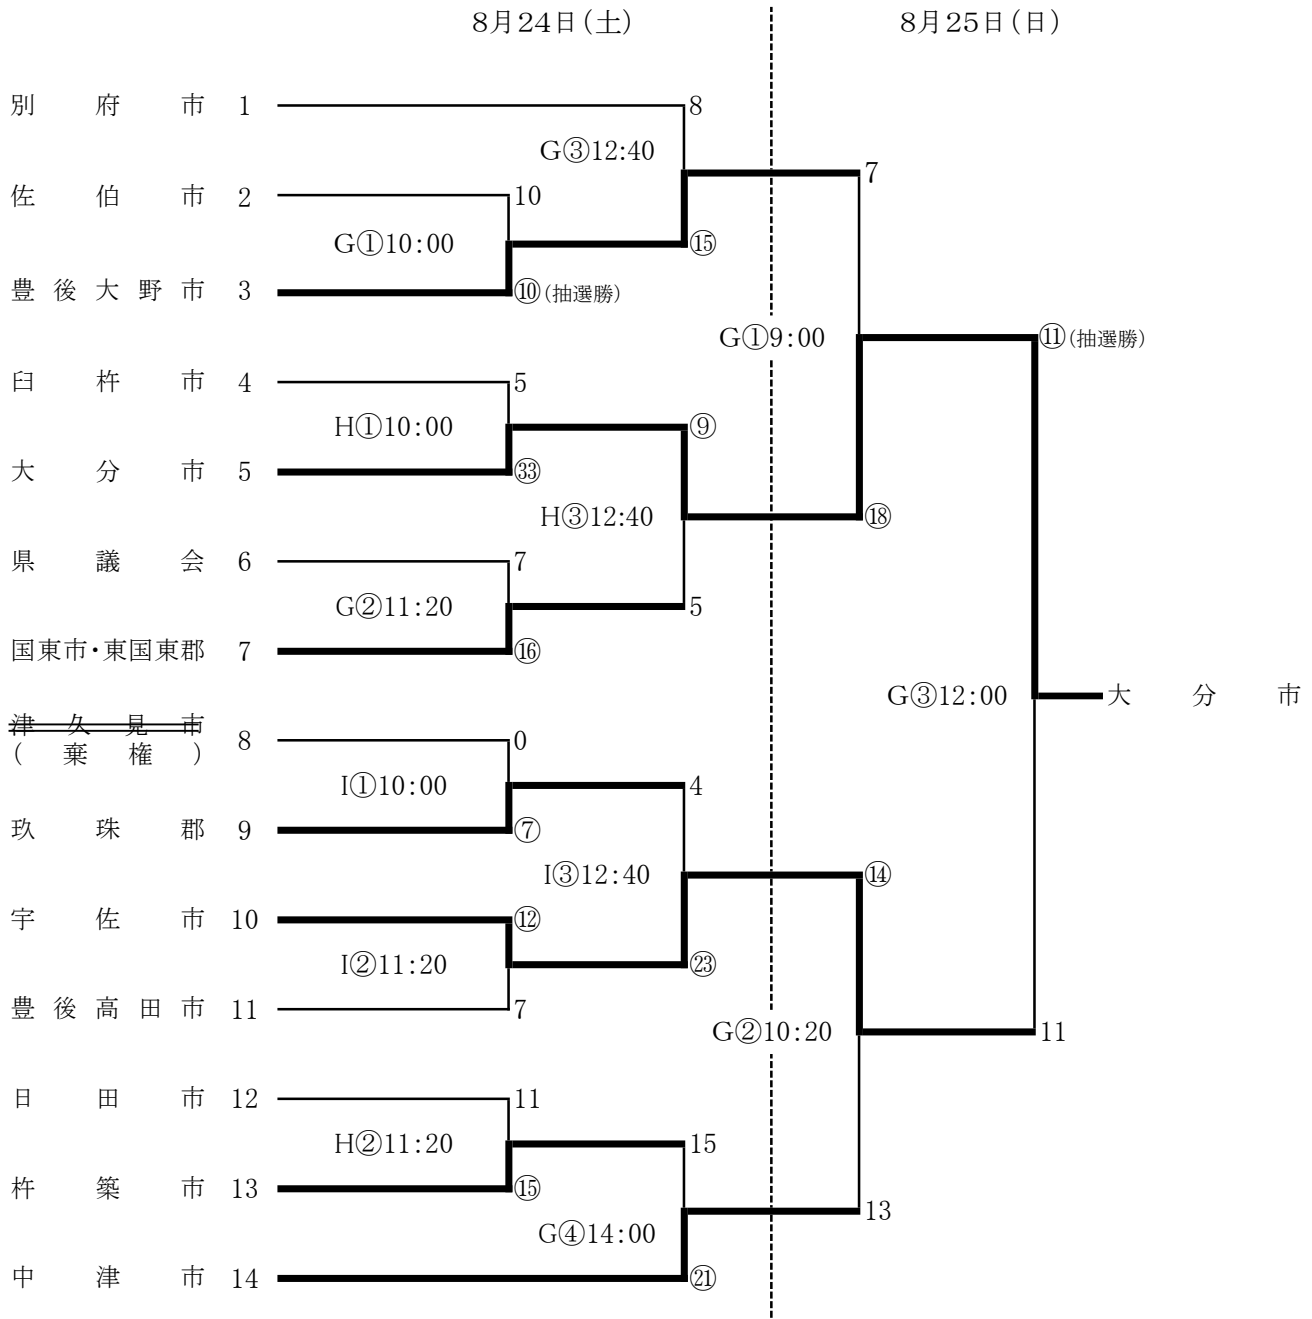 8月24日(土)
8月25日(日)
別府市 1
8
G③12:40
7
佐伯市 2
10
G①10:00
⑮
豊後大野市 3
⑩(抽選勝)
G①9:00
⑪(抽選勝)
臼杵市 4
5
H①10:00
⑨
大分市 5
㉝
H③12:40
⑱
県議会 6
7
G②11:20
5
国東市・東国東郡 7
⑯
G③12:00
大分市
津久見市
(棄権)
8
0
I①10:00
4
玖珠郡 9
⑦
I③12:40
⑭
宇佐市 10
⑫
I②11:20
㉓
豊後高田市 11
7
G②10:20
11
日田市 12
11
H②11:20
15
杵築市 13
⑮
13
G④14:00
中津市 14
㉑